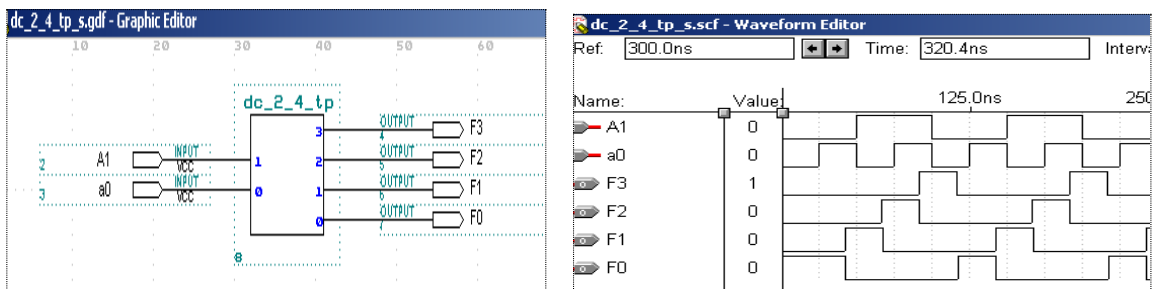 dc_2_4_tp_s.gdf - Graphic Editor
10 20 30 40 50 60
dc_2_4_tp
3 OUTPUT 4 F3
2 A1 INPUT VCC 1 2 OUTPUT 5 F2
3 a0 INPUT VCC 0 1 OUTPUT 6 F1
0 OUTPUT 7 F0
8
dc_2_4_tp_s.scf - Waveform Editor
Ref: 300.0ns Time: 320.4ns Interv
Name: Value: 125.0ns 250
A1 0
a0 0
F3 1
F2 0
F1 0
F0 0